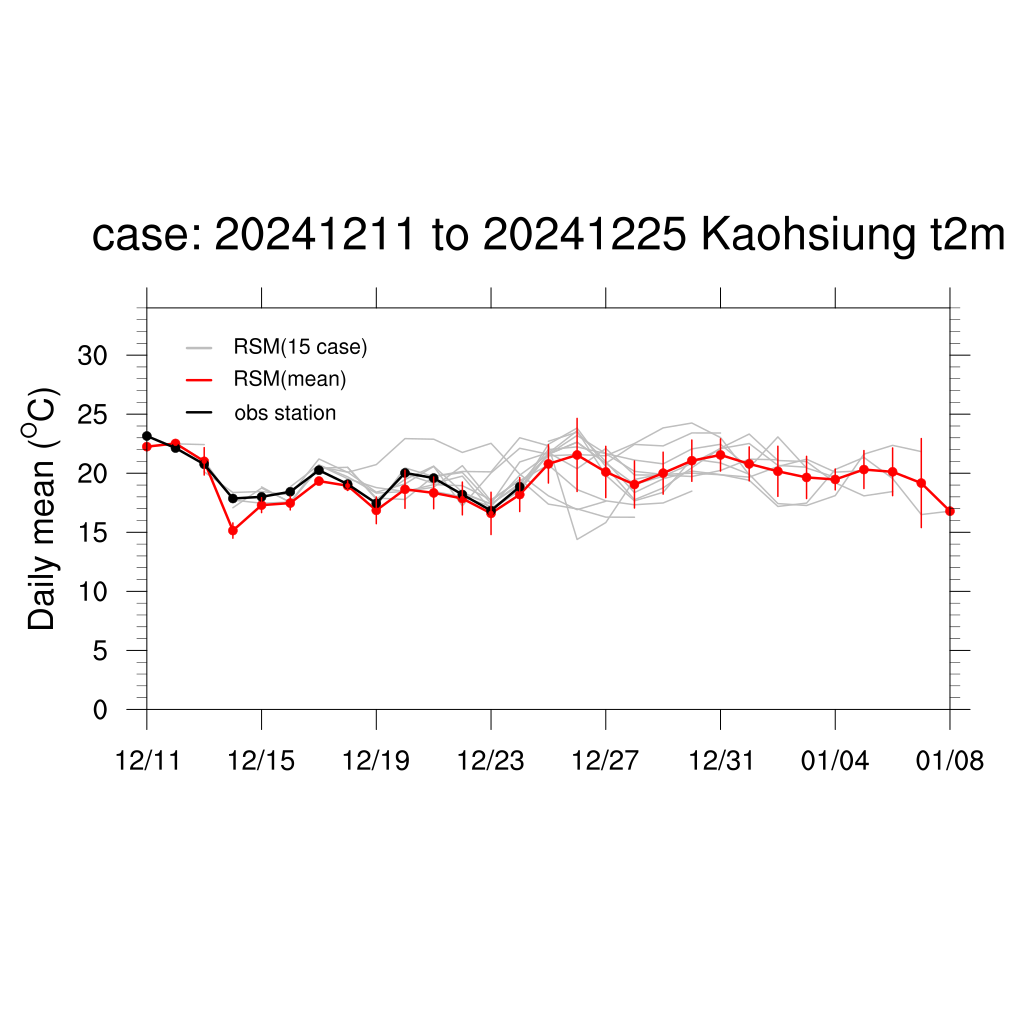 case: 20241211 to 20241225 Kaohsiung t2m
RSM(15 case)
RSM(mean)
obs station
Daily mean (°C)
30
25
20
15
10
5
0
12/11 12/15 12/19 12/23 12/27 12/31 01/04 01/08